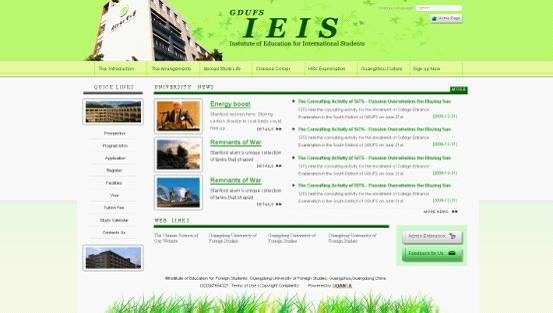 GDUFS
IEIS
Institute of Education for International Students
Home Page
The Introduction
The Arrangements
Abroad Study Life
Chinese Corner
HSC Examination
Guangzhou Culture
Sign up Now
QUICK LINKS
Prospectus
Program Infos
Application
Register
Facilities
Visa
Tuition Fee
Study Calendar
Contacts Us
UNIVERSITY NEWS
MORE
Energy boost
Stanford redeem hero: Storing
carbon dioxide in coal beds could
free up ...
DETAILS
Remnants of War
Stanford alum's unique collection
of tanks that shaped ...
DETAILS
Remnants of War
Stanford alum's unique collection
of tanks that shaped ...
DETAILS
The Consulting Activity of SITS - Passion Overwhelms the Blazing Sun
SITS held the consulting activity for the enrollment of College Entrance
Examination in the South District of GDUFS on June 21st
[2009-12-31]
The Consulting Activity of SITS - Passion Overwhelms the Blazing Sun
SITS held the consulting activity for the enrollment of College Entrance
Examination in the South District of GDUFS on June 21st
[2009-12-31]
The Consulting Activity of SITS - Passion Overwhelms the Blazing Sun
SITS held the consulting activity for the enrollment of College Entrance
Examination in the South District of GDUFS on June 21st
[2009-12-31]
The Consulting Activity of SITS - Passion Overwhelms the Blazing Sun
SITS held the consulting activity for the enrollment of College Entrance
Examination in the South District of GDUFS on June 21st
[2009-12-31]
MORE NEWS
WEB LINKS
The Chinese Version of Our Website
Guangdong University of Foreign Studies
Guangdong University of Foreign Studies
Guangdong University of Foreign Studies
Admin Enterance
Feedback for Us
©Institute of Education for Foreign Students, Guangdong University of Foreign Studies, Guangzhou,Guangdong,China.
Terms of Use | Copyright Complaints Powered by QUANTA